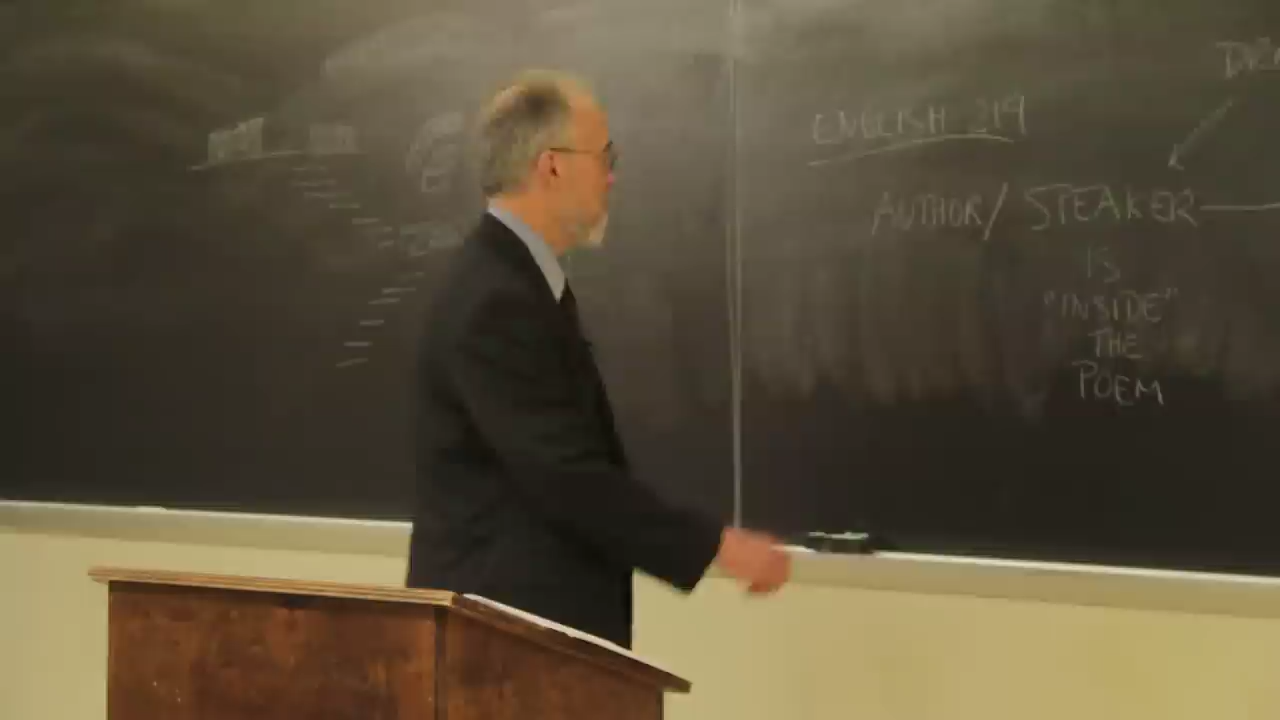 ENGLISH 219
AUTHOR/ SPEAKER
IS
"INSIDE"
THE
POEM